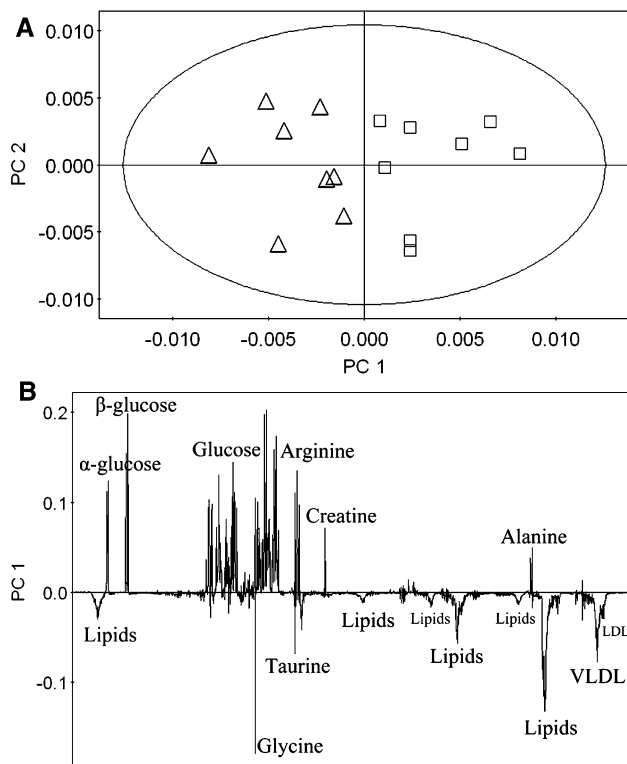 A
0.010
0.005
0.000
-0.005
-0.010
PC 2
-0.010 -0.005 0.000 0.005 0.010
PC 1
B
β-glucose
0.2
α-glucose
Glucose
Arginine
0.1
Creatine
Alanine
PC 1
0.0
Lipids
Lipids
Lipids
Lipids
LDL
Lipids
Taurine
VLDL
-0.1
Lipids
Glycine